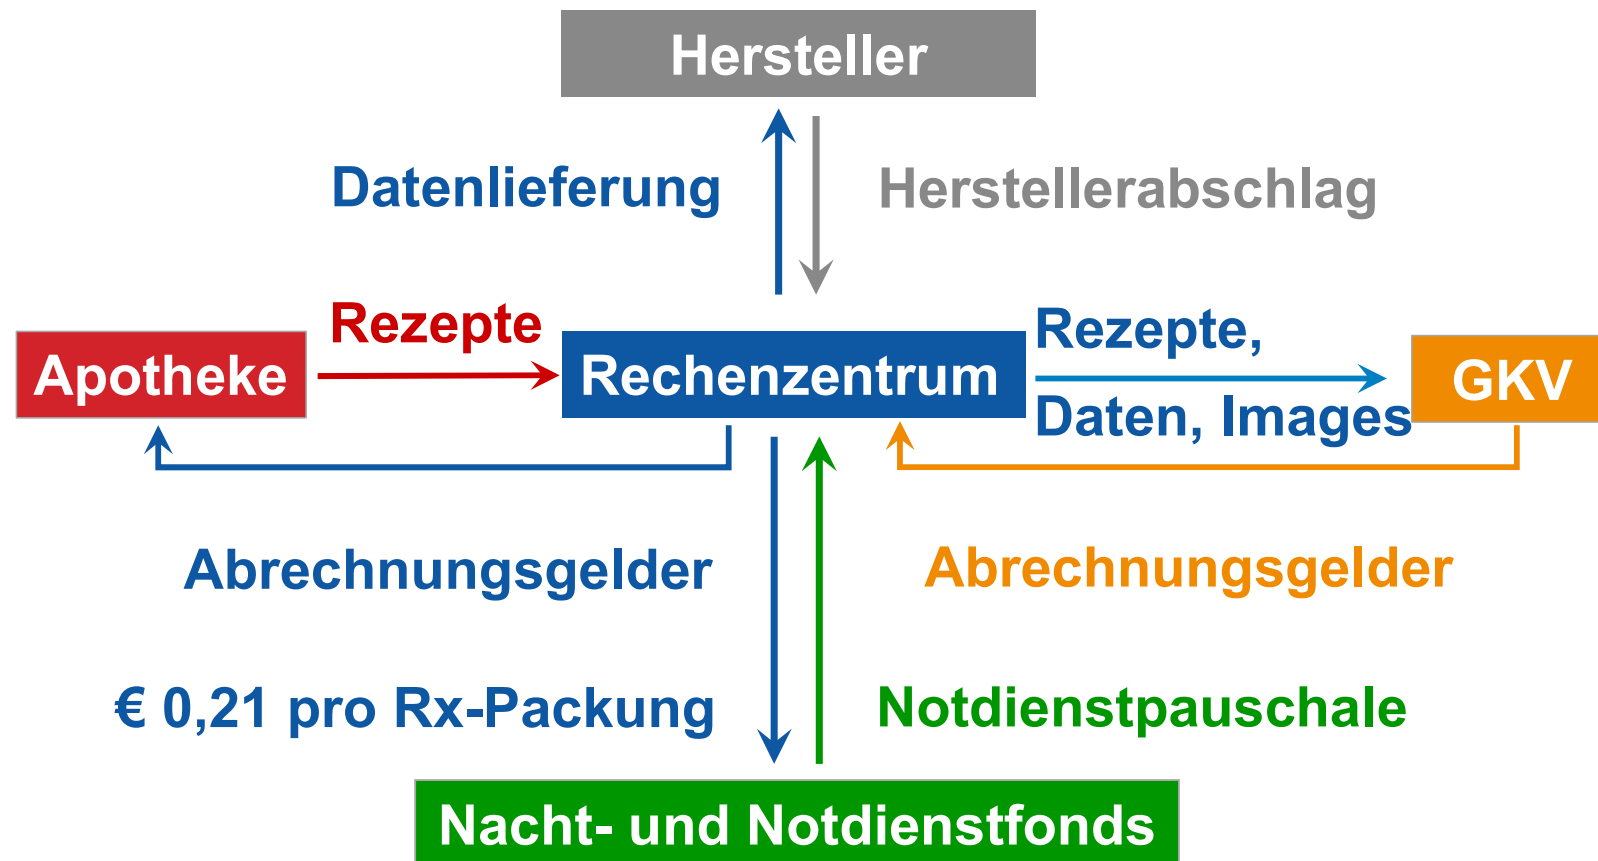 Hersteller
Datenlieferung
Herstellerabschlag
Apotheke
Rezepte
Rechenzentrum
Rezepte,
Daten, Images
GKV
Abrechnungsgelder
Abrechnungsgelder
€ 0,21 pro Rx-Packung
Notdienstpauschale
Nacht- und Notdienstfonds